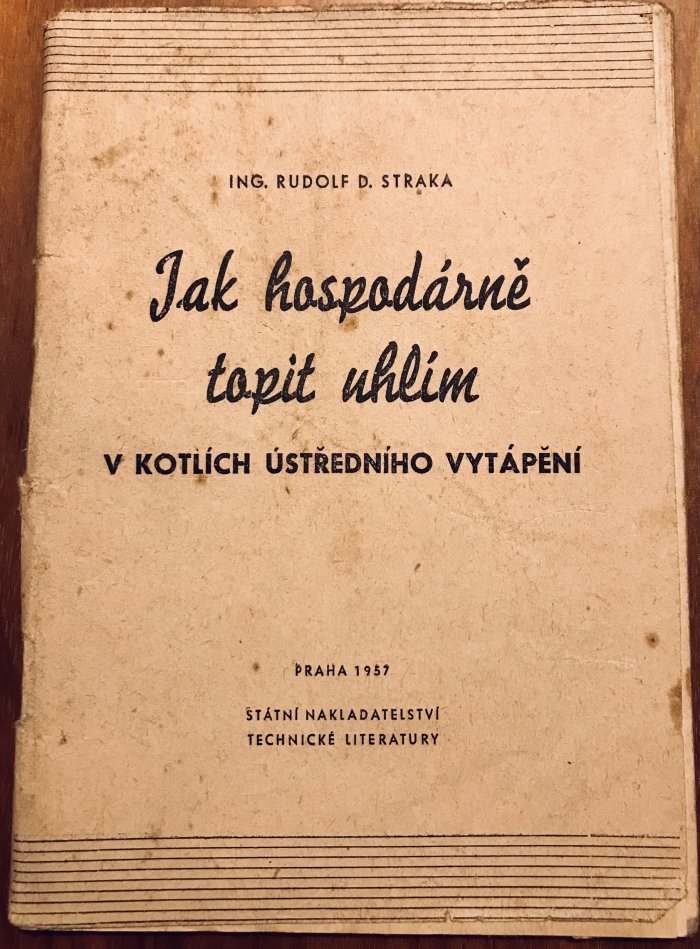 ING. RUDOLF D. STRAKA
Jak hospodárně
topit uhlím
V KOTLÍCH ÚSTŘEDNÍHO VYTÁPĚNÍ
PRAHA 1957
STÁTNÍ NAKLADATELSTVÍ
TECHNICKÉ LITERATURY